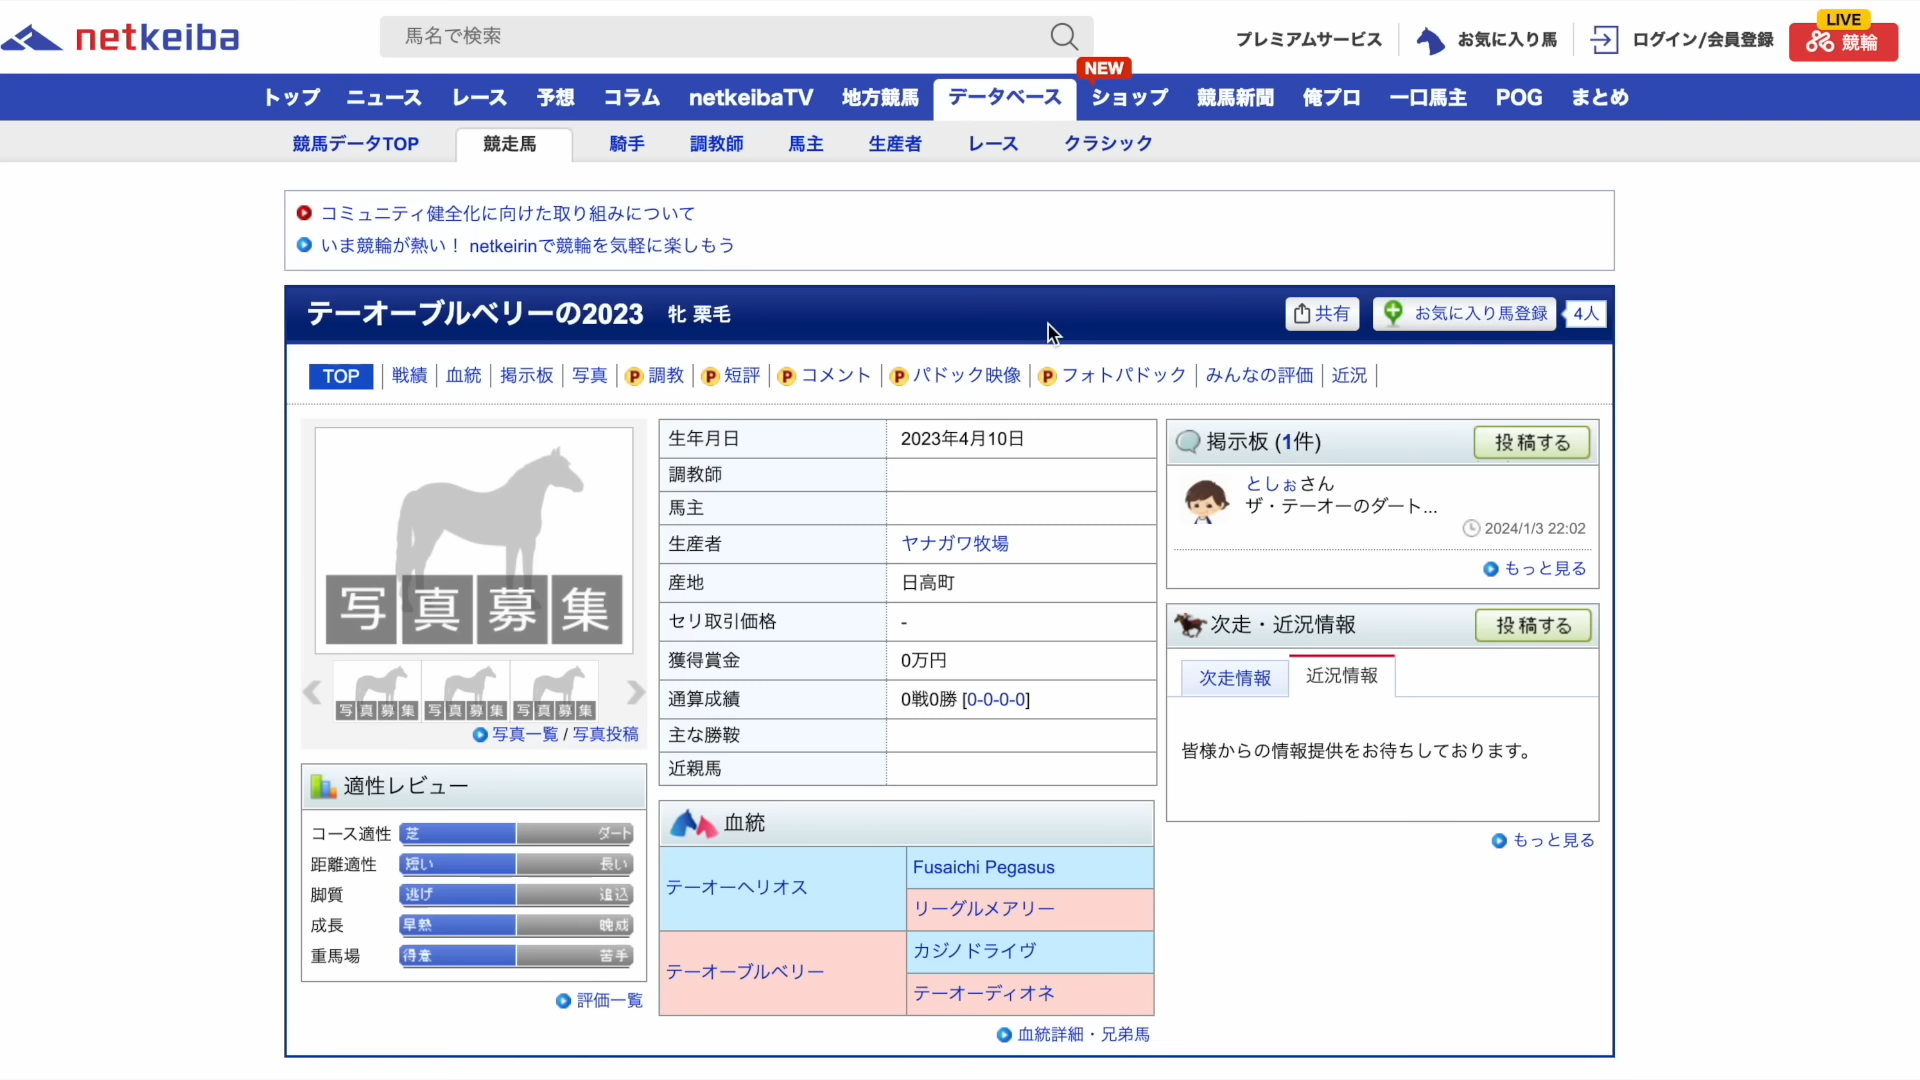 netkeiba
馬名で検索
プレミアムサービス
お気に入り馬
ログイン/会員登録
LIVE
競輪
NEW
トップ ニュース レース 予想 コラム netkeibaTV 地方競馬 データベース ショップ 競馬新聞 俺プロ 一口馬主 POG まとめ
競馬データTOP 競走馬 騎手 調教師 馬主 生産者 レース クラシック
コミュニティ健全化に向けた取り組みについて
いま競輪が熱い！ netkeirinで競輪を気軽に楽しもう
テーオーブルベリーの2023 牝 栗毛
共有
お気に入り馬登録
4人
TOP 戦績 血統 掲示板 写真 P 調教 P 短評 P コメント P パドック映像 P フォトパドック みんなの評価 近況
写真募集
写真募集 写真募集 写真募集
写真一覧 / 写真投稿
適性レビュー
コース適性 芝 ダート
距離適性 短い 長い
脚質 逃げ 追込
成長 早熟 晩成
重馬場 得意 苦手
評価一覧
生年月日 2023年4月10日
調教師
馬主
生産者 ヤナガワ牧場
産地 日高町
セリ取引価格 -
獲得賞金 0万円
通算成績 0戦0勝 [0-0-0-0]
主な勝鞍
近親馬
血統
テーオーヘリオス
Fusaichi Pegasus
リーグルメアリー
テーオーブルベリー
カジノドライヴ
テーオーディオネ
血統詳細・兄弟馬
掲示板 (1件)
投稿する
としぉさん
ザ・テーオーのダート...
2024/1/3 22:02
もっと見る
次走・近況情報
投稿する
次走情報 近況情報
皆様からの情報提供をお待ちしております。
もっと見る